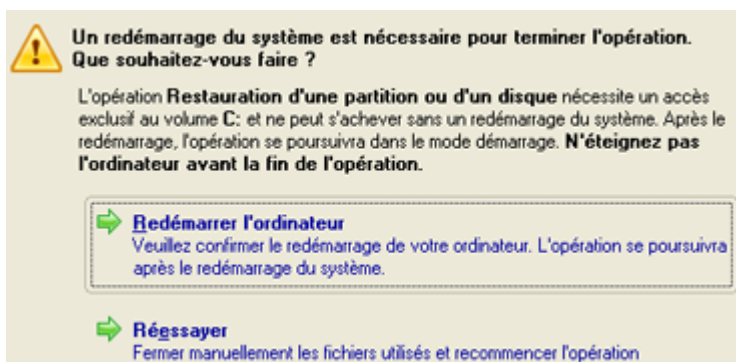 Un redémarrage du système est nécessaire pour terminer l'opération.
Que souhaitez-vous faire ?
L'opération Restauration d'une partition ou d'un disque nécessite un accès
exclusif au volume C: et ne peut s'achever sans un redémarrage du système. Après le
redémarrage, l'opération se poursuivra dans le mode démarrage. N'éteignez pas
l'ordinateur avant la fin de l'opération.
Redémarrer l'ordinateur
Veuillez confirmer le redémarrage de votre ordinateur. L'opération se poursuivra
après le redémarrage du système.
Réessayer
Fermer manuellement les fichiers utilisés et recommencer l'opération